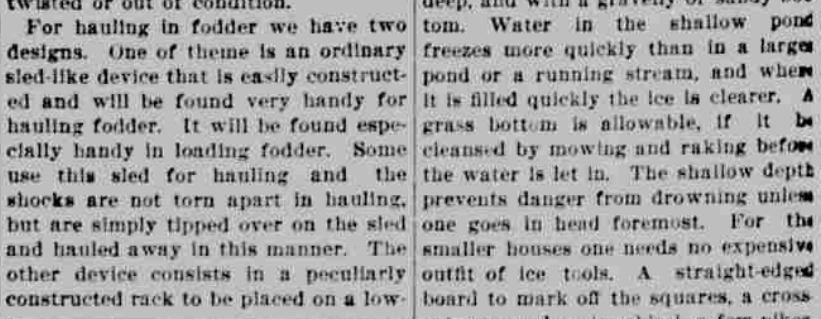 twisted or out of condition.
For hauling in fodder we have two
designs. One of theme is an ordinary
sled-like device that is easily construct-
ed and will be found very handy for
hauling fodder. It will be found espe-
cially handy in loading fodder. Some
use this sled for hauling and the
shocks are not torn apart in hauling,
but are simply tipped over on the sled
and hauled away in this manner. The
other device consists in a peculiarly
constructed rack to be placed on a low-
deep, and with a gravelly or sandy bot-
tom. Water in the shallow pond
freezes more quickly than in a larger
pond or a running stream, and when
it is filled quickly the ice is clearer. A
grass bottom is allowable, if it be
cleansed by mowing and raking before
the water is let in. The shallow depth
prevents danger from drowning unless
one goes in head foremost. For the
smaller houses one needs no expensive
outfit of ice tools. A straight-edged
board to mark off the squares, a cross